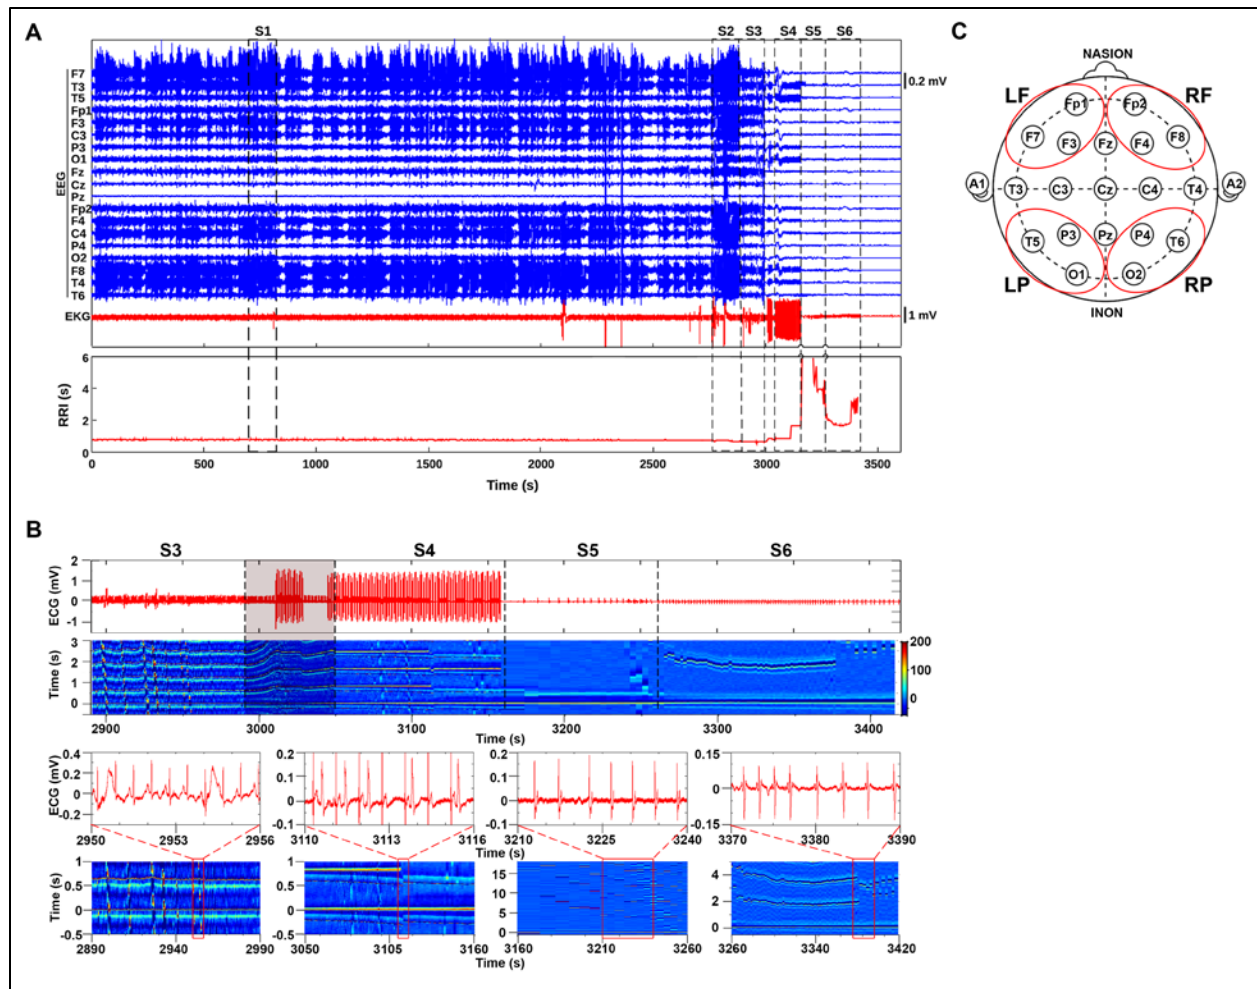 A
S1
S2 S3 S4 S5 S6
F7
T3
T5
Fp1
F3
C3
P3
O1
Fz
Cz
Pz
Fp2
F4
C4
P4
O2
F8
T4
T6
EEG
EKG
0.2 mV
1 mV
RRI (s)
6
4
2
0
0 500 1000 1500 2000 2500 3000 3500
Time (s)
C
NASION
LF RF
Fp1 Fp2
F7 F3 Fz F4 F8
A1 T3 C3 Cz C4 T4 A2
T5 P3 Pz P4 T6
O1 O2
LP RP
INON
B
S3 S4 S5 S6
ECG (mV)
2
1
0
-1
Time (s)
3
2
1
0
200
100
0
2900 3000 3100 3200 3300 3400
Time (s)
ECG (mV)
0.4
0.2
0
-0.2
2950 2953 2956
0.2
0.1
0
-0.1
3110 3113 3116
0.2
0.1
0
-0.1
3210 3225 3240
0.15
0
-0.15
3370 3380 3390
Time (s)
1
0.5
0
-0.5
2890 2940 2990
1
0.5
0
-0.5
3050 3105 3160
15
10
5
0
3160 3210 3260
4
2
0
3260 3340 3420
Time (s)
Time (s)